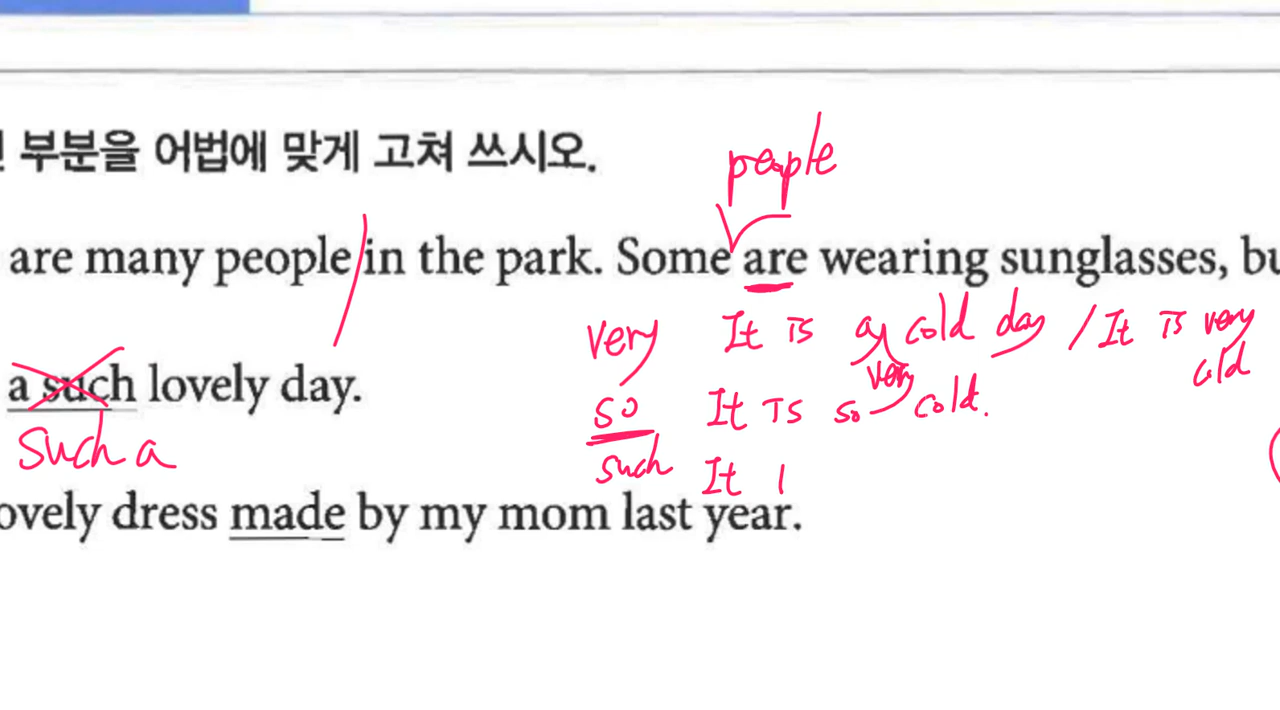 부분을 어법에 맞게 고쳐 쓰시오.
people
are many people in the park. Some are wearing sunglasses, bu
very It is a cold day / It is very cold
very
a such lovely day.
so It is so cold.
such a
such It I
ovely dress made by my mom last year.